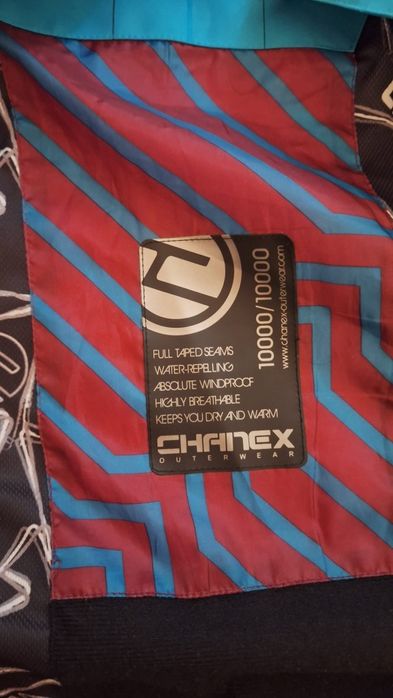 FULL TAPED SEAMS
WATER-REPELLING
ABSOLUTE WINDPROOF
HIGHLY BREATHABLE
KEEPS YOU DRY AND WARM
CHANEX
OUTERWEAR
10000/10000
www.chanex-outerwear.com